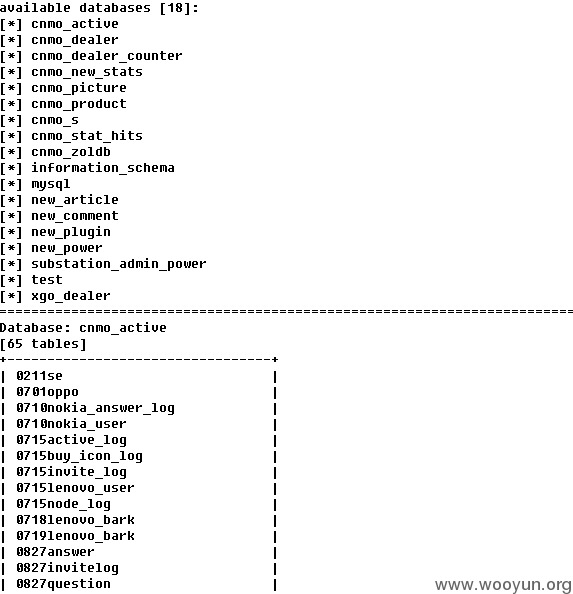 available databases [18]:
[*] cnmo_active
[*] cnmo_dealer
[*] cnmo_dealer_counter
[*] cnmo_new_stats
[*] cnmo_picture
[*] cnmo_product
[*] cnmo_s
[*] cnmo_stat_hits
[*] cnmo_zoldb
[*] information_schema
[*] mysql
[*] new_article
[*] new_comment
[*] new_plugin
[*] new_power
[*] substation_admin_power
[*] test
[*] xgo_dealer
================================================================================
Database: cnmo_active
[65 tables]
+---------------------------------+
| 0211se |
| 0701oppo |
| 0710nokia_answer_log |
| 0710nokia_user |
| 0715active_log |
| 0715buy_icon_log |
| 0715invite_log |
| 0715lenovo_user |
| 0715node_log |
| 0718lenovo_bark |
| 0719lenovo_bark |
| 0827answer |
| 0827invitelog |
| 0827question |
www.wooyun.org